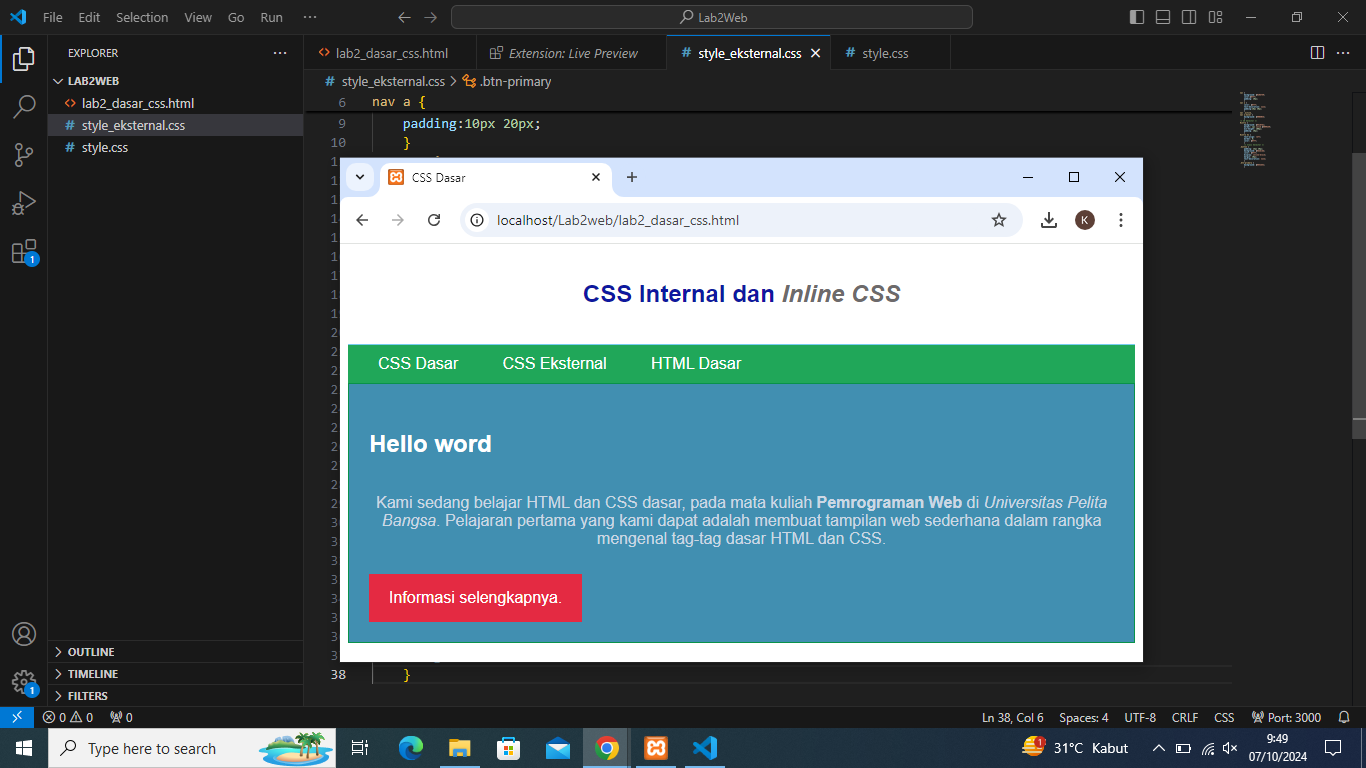 File Edit Selection View Go Run ··· Lab2Web
EXPLORER ···
LAB2WEB
lab2_dasar_css.html
# style_eksternal.css
# style.css
OUTLINE
TIMELINE
FILTERS
lab2_dasar_css.html Extension: Live Preview # style_eksternal.css # style.css ···
# style_eksternal.css > .btn-primary
6 nav a {
9 padding:10px 20px;
10 }
CSS Dasar
localhost/Lab2web/lab2_dasar_css.html K
CSS Internal dan Inline CSS
CSS Dasar CSS Eksternal HTML Dasar
Hello word
Kami sedang belajar HTML dan CSS dasar, pada mata kuliah Pemrograman Web di Universitas Pelita
Bangsa. Pelajaran pertama yang kami dapat adalah membuat tampilan web sederhana dalam rangka
mengenal tag-tag dasar HTML dan CSS.
Informasi selengkapnya.
38 }
1
1
0 0 0 Ln 38, Col 6 Spaces: 4 UTF-8 CRLF CSS Port: 3000
Type here to search 1 31°C Kabut 9:49
07/10/2024